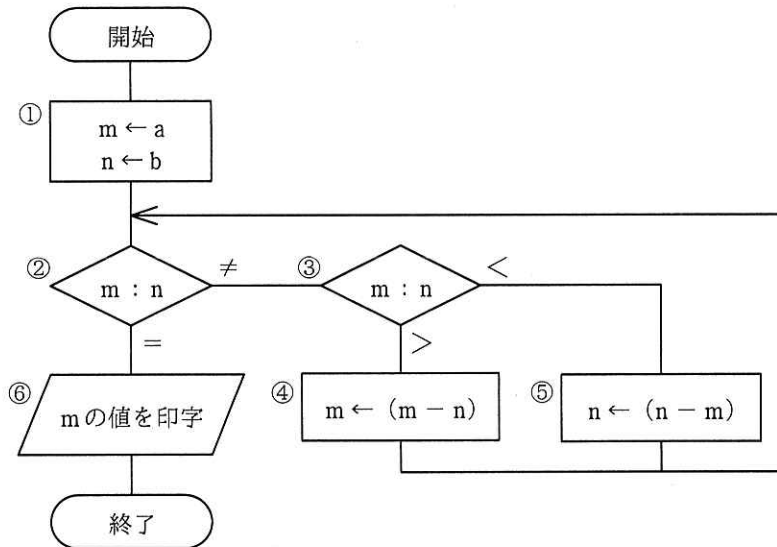 開始
①
m ← a
n ← b
②
m : n
≠
③
m : n
<
=
>
⑥
mの値を印字
④
m ← (m － n)
⑤
n ← (n － m)
終了